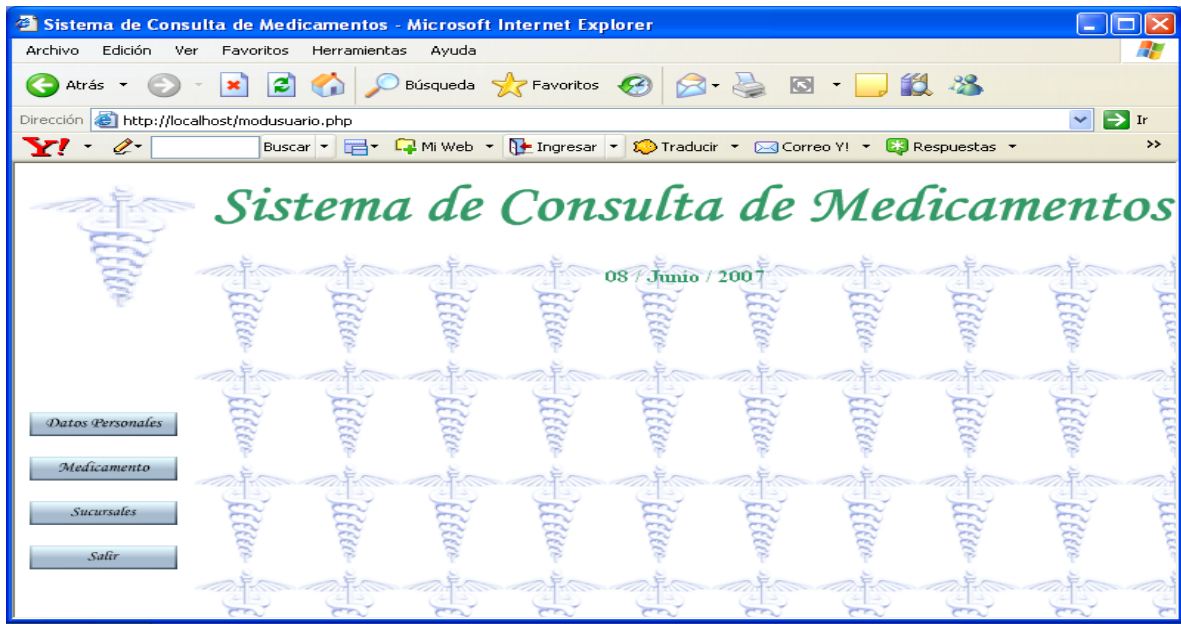 Sistema de Consulta de Medicamentos - Microsoft Internet Explorer
Archivo Edición Ver Favoritos Herramientas Ayuda
Atrás Búsqueda Favoritos
Dirección http://localhost/modusuario.php Ir
Y! Buscar Mi Web Ingresar Traducir Correo Y! Respuestas >>
Sistema de Consulta de Medicamentos
08 / Junio / 2007
Datos Personales
Medicamento
Sucursales
Salir